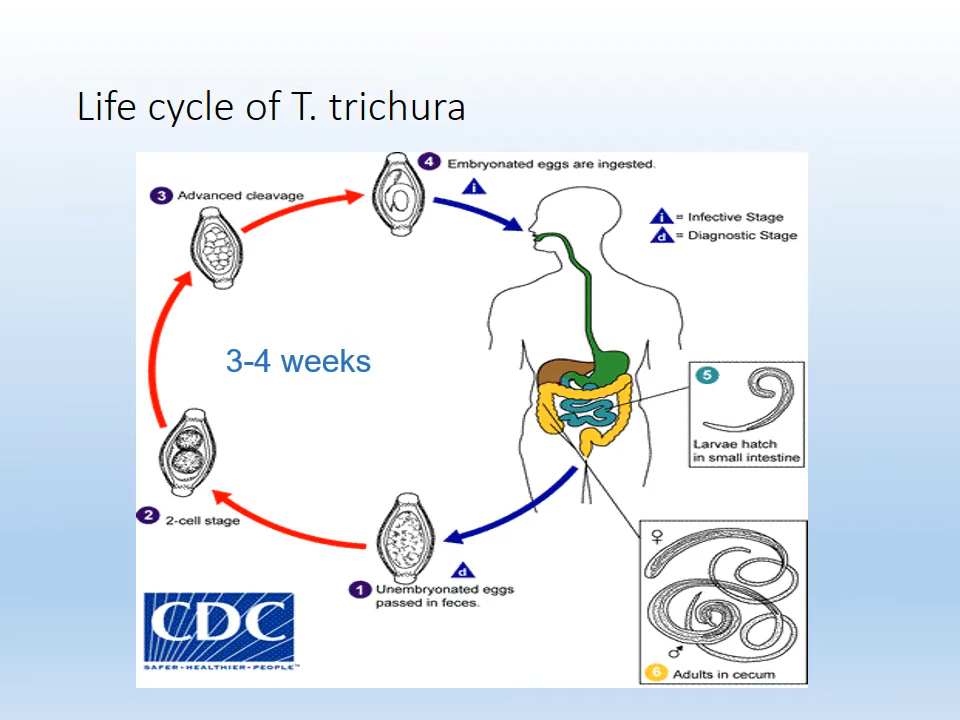 Life cycle of T. trichura
4 Embryonated eggs are ingested.
i
3 Advanced cleavage
i = Infective Stage
d = Diagnostic Stage
3-4 weeks
5
Larvae hatch
in small intestine
2 2-cell stage
♀
d
1 Unembryonated eggs
passed in feces.
CDC
SAFER • HEALTHIER • PEOPLE™
♂
6 Adults in cecum